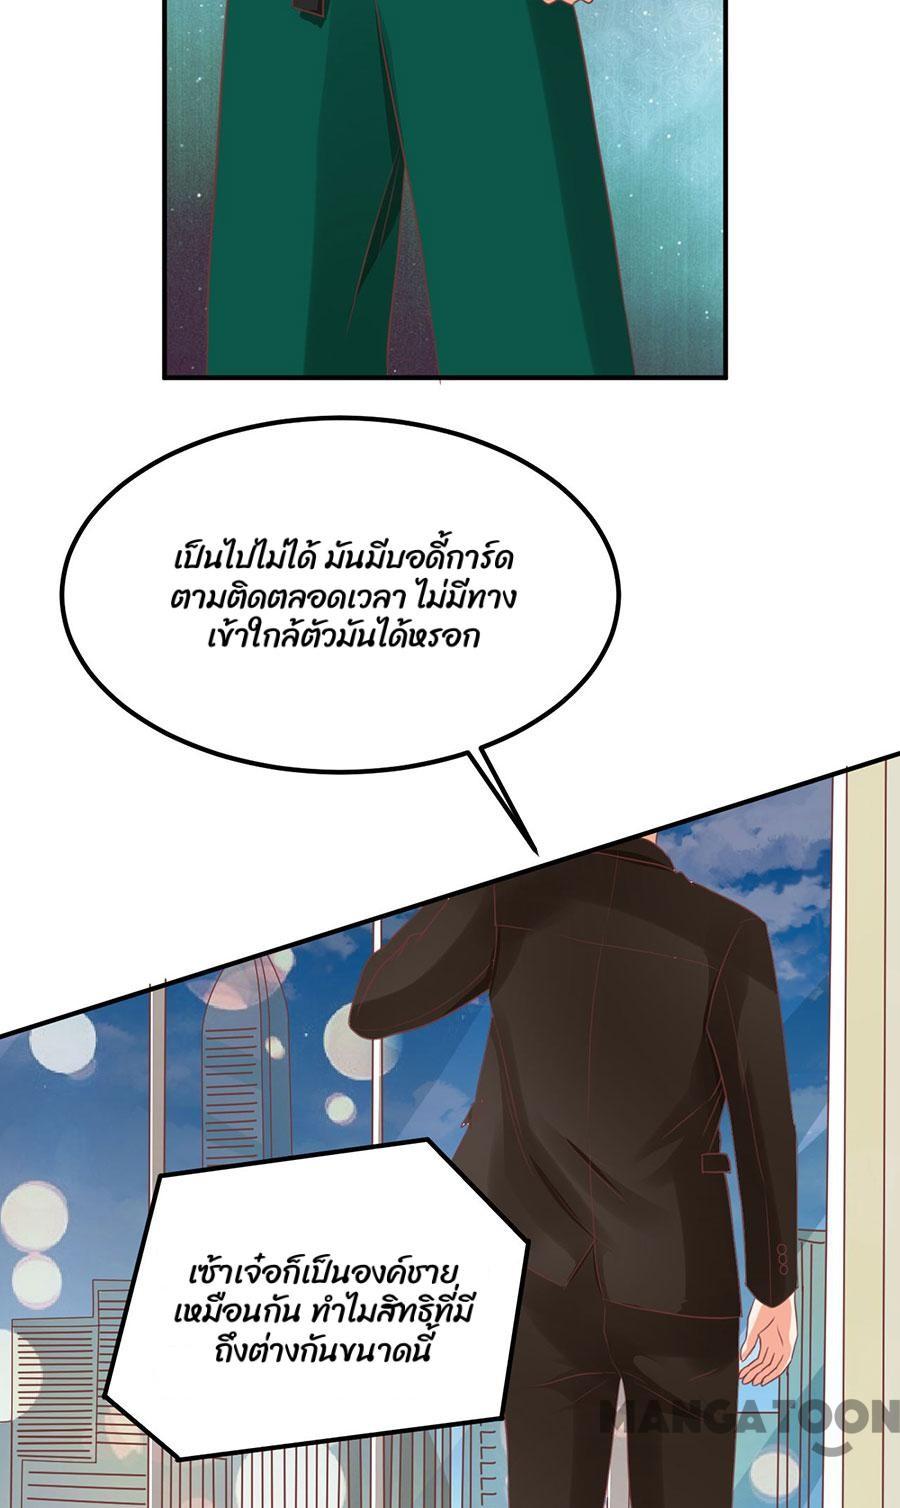 เป็นไปไม่ได้ มันมีบอดี้การ์ด
ตามติดตลอดเวลา ไม่มีทาง
เข้าใกล้ตัวมันได้หรอก
เซ้าเจ๋อก็เป็นองค์ชาย
เหมือนกัน ทำไมสิทธิที่มี
ถึงต่างกันขนาดนี้
MANGATOON